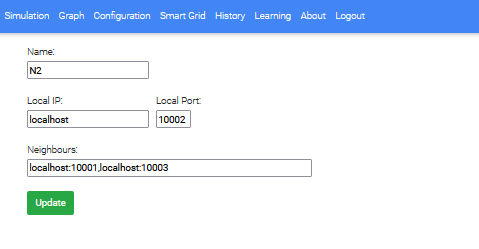 Simulation Graph Configuration Smart Grid History Learning About Logout
Name:
N2
Local IP: Local Port:
localhost 10002
Neighbours:
localhost:10001,localhost:10003
Update